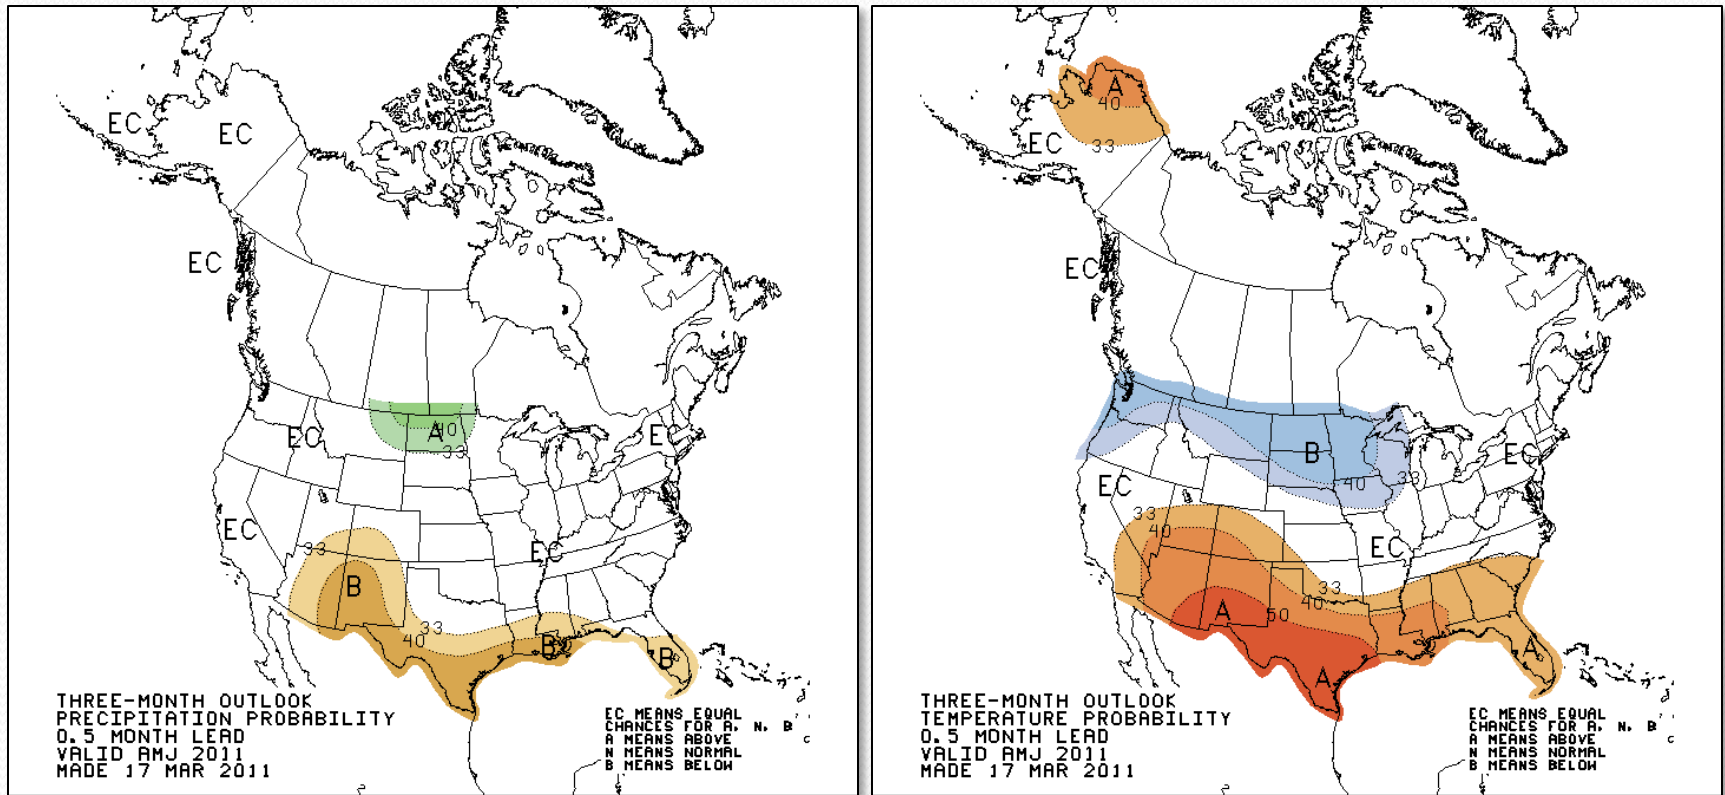 EC
EC
EC
EC
A 40
33
EC
EC
33
EC
B
33
40
B
B
THREE-MONTH OUTLOOK
PRECIPITATION PROBABILITY
0.5 MONTH LEAD
VALID AMJ 2011
MADE 17 MAR 2011
EC MEANS EQUAL
CHANCES FOR A, N, B
A MEANS ABOVE
N MEANS NORMAL
B MEANS BELOW
A
40
33
EC
EC
B
40
33
EC
EC
33
40
EC
33
40
50
A
A
A
THREE-MONTH OUTLOOK
TEMPERATURE PROBABILITY
0.5 MONTH LEAD
VALID AMJ 2011
MADE 17 MAR 2011
EC MEANS EQUAL
CHANCES FOR A, N, B
A MEANS ABOVE
N MEANS NORMAL
B MEANS BELOW